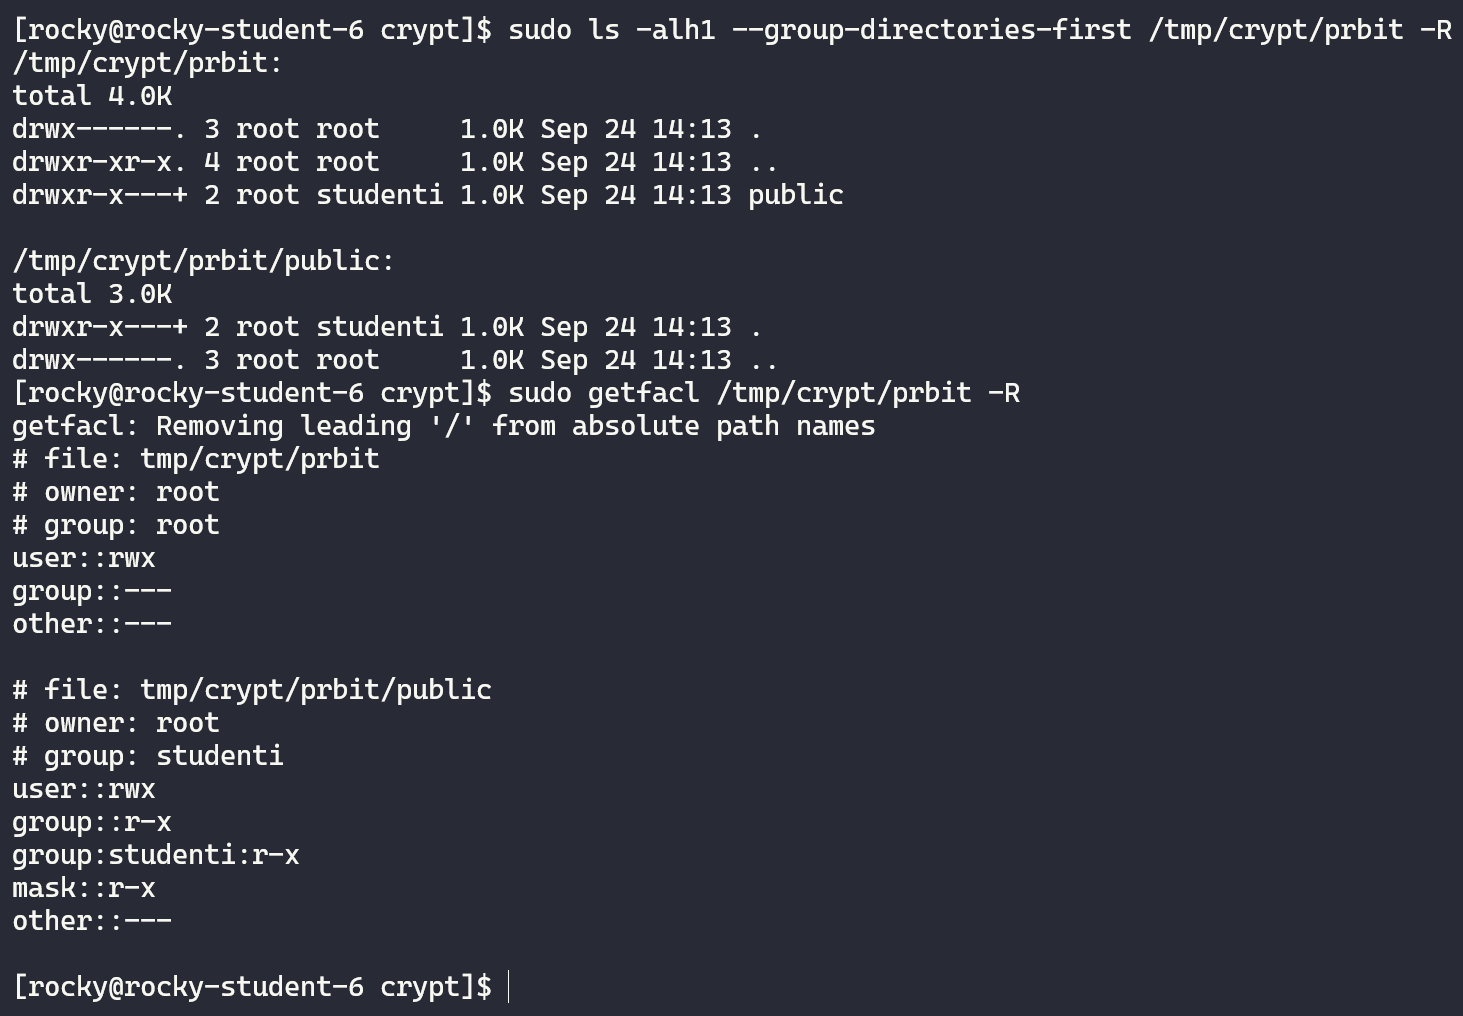 [rocky@rocky-student-6 crypt]$ sudo ls -alh1 --group-directories-first /tmp/crypt/prbit -R
/tmp/crypt/prbit:
total 4.0K
drwx------. 3 root root     1.0K Sep 24 14:13 .
drwxr-xr-x. 4 root root     1.0K Sep 24 14:13 ..
drwxr-x---+ 2 root studenti 1.0K Sep 24 14:13 public

/tmp/crypt/prbit/public:
total 3.0K
drwxr-x---+ 2 root studenti 1.0K Sep 24 14:13 .
drwx------. 3 root root     1.0K Sep 24 14:13 ..
[rocky@rocky-student-6 crypt]$ sudo getfacl /tmp/crypt/prbit -R
getfacl: Removing leading '/' from absolute path names
# file: tmp/crypt/prbit
# owner: root
# group: root
user::rwx
group::---
other::---

# file: tmp/crypt/prbit/public
# owner: root
# group: studenti
user::rwx
group::r-x
group:studenti:r-x
mask::r-x
other::---

[rocky@rocky-student-6 crypt]$